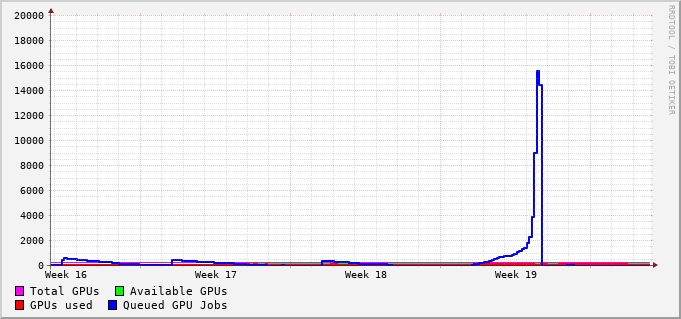 20000
18000
16000
14000
12000
10000
8000
6000
4000
2000
0
Week 16 Week 17 Week 18 Week 19
Total GPUs Available GPUs
GPUs used Queued GPU Jobs
RRDTOOL / TOBI OETIKER